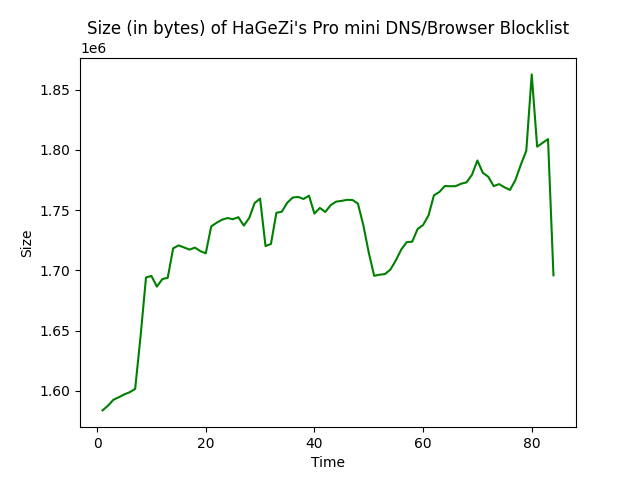 Size (in bytes) of HaGeZi's Pro mini DNS/Browser Blocklist
1e6
1.85
1.80
1.75
1.70
1.65
1.60
Size
0 20 40 60 80
Time